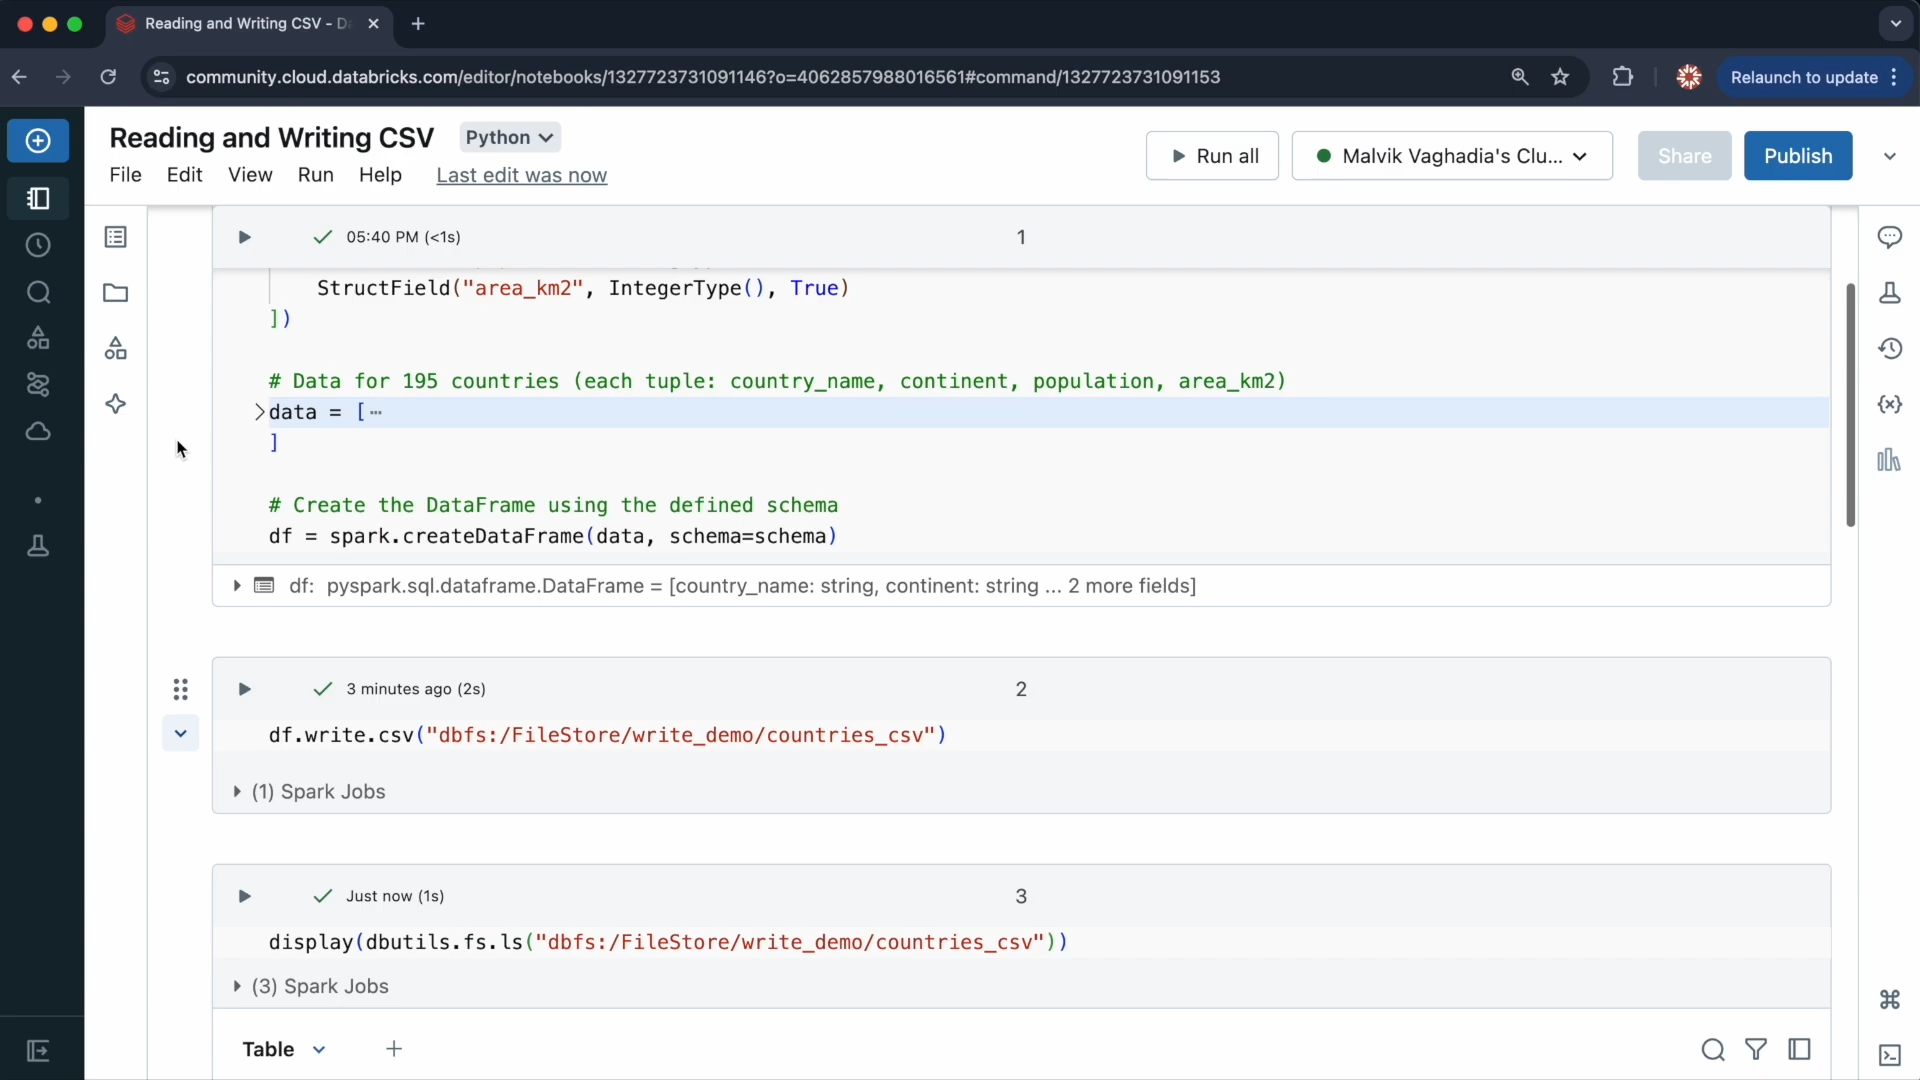 Reading and Writing CSV - Da
community.cloud.databricks.com/editor/notebooks/1327723731091146?o=4062857988016561#command/1327723731091153
Relaunch to update
Reading and Writing CSV
Python
File Edit View Run Help Last edit was now
Run all
Malvik Vaghadia's Clu...
Share
Publish
05:40 PM (<1s)
1
StructField("area_km2", IntegerType(), True)
])
# Data for 195 countries (each tuple: country_name, continent, population, area_km2)
data = [ ⋯
]
# Create the DataFrame using the defined schema
df = spark.createDataFrame(data, schema=schema)
df: pyspark.sql.dataframe.DataFrame = [country_name: string, continent: string ... 2 more fields]
3 minutes ago (2s)
2
df.write.csv("dbfs:/FileStore/write_demo/countries_csv")
(1) Spark Jobs
Just now (1s)
3
display(dbutils.fs.ls("dbfs:/FileStore/write_demo/countries_csv"))
(3) Spark Jobs
Table